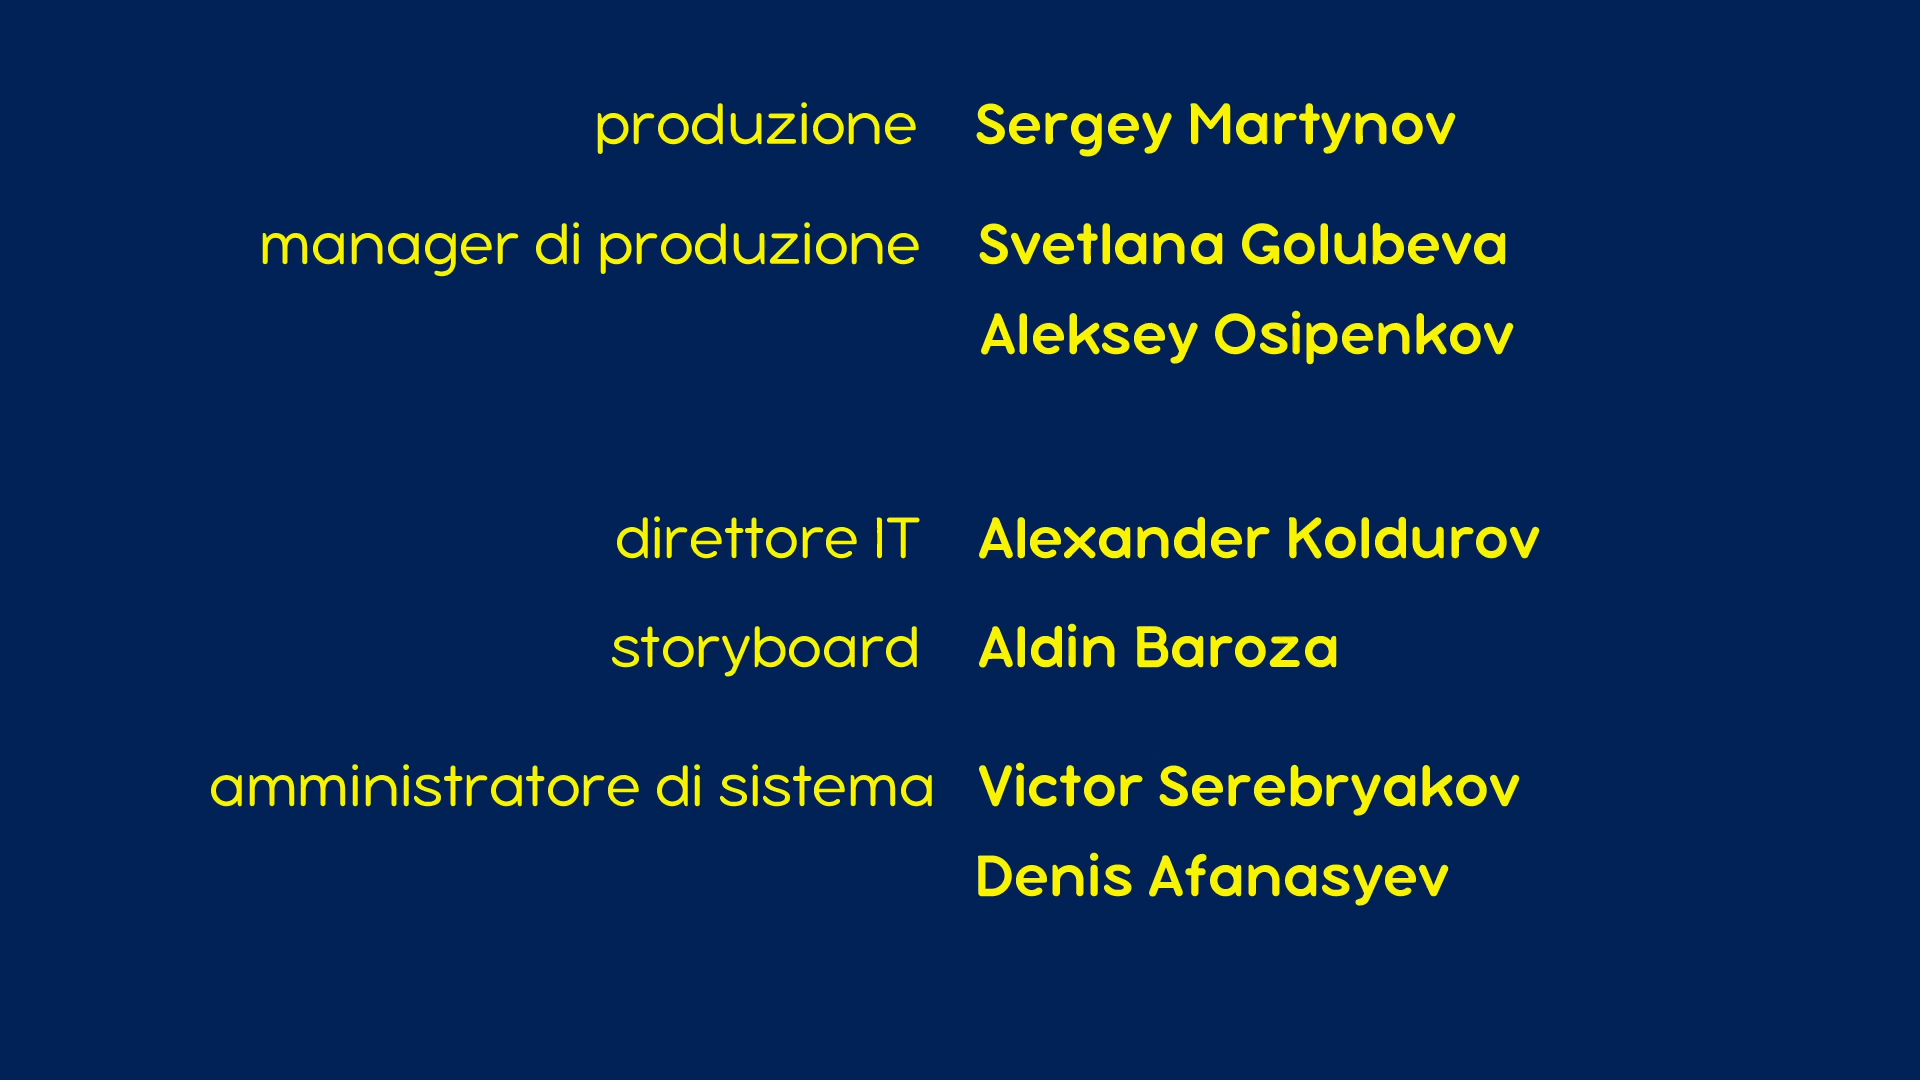 produzione Sergey Martynov
manager di produzione Svetlana Golubeva
Aleksey Osipenkov
direttore IT Alexander Koldurov
storyboard Aldin Baroza
amministratore di sistema Victor Serebryakov
Denis Afanasyev